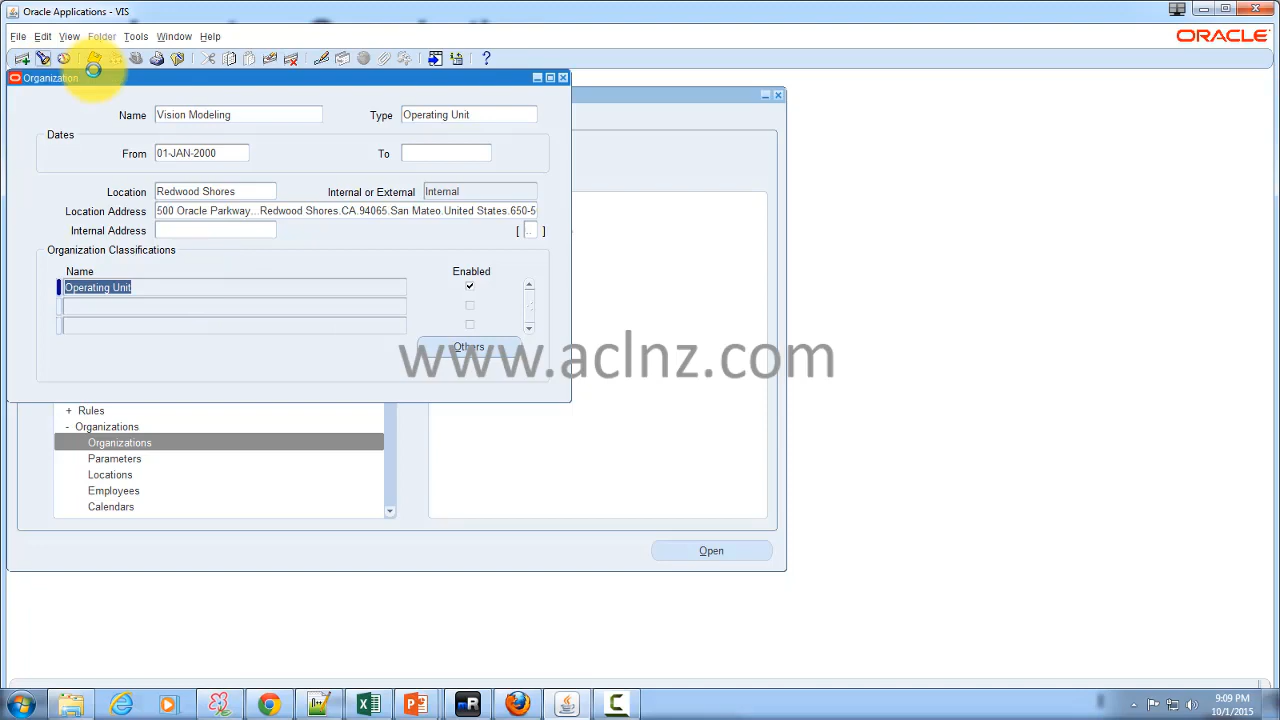 Oracle Applications - VIS
File Edit View Folder Tools Window Help
ORACLE
Organization
Name Vision Modeling Type Operating Unit
Dates
From 01-JAN-2000 To
Location Redwood Shores Internal or External Internal
Location Address 500 Oracle Parkway...Redwood Shores.CA.94065.San Mateo.United States.650-5
Internal Address [ .. ]
Organization Classifications
Name Enabled
Operating Unit
Others
www.aclnz.com
+ Rules
- Organizations
Organizations
Parameters
Locations
Employees
Calendars
Open
9:09 PM
10/1/2015